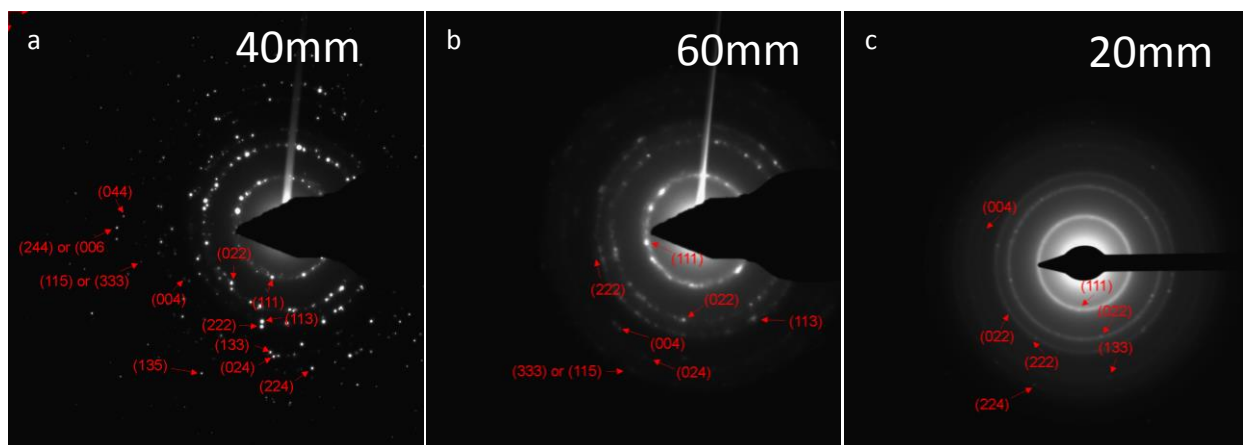 a
40mm
(044)
(244) or (006
(022)
(115) or (333)
(004)
(111)
(222)
(113)
(133)
(024)
(135)
(224)
b
60mm
(111)
(222)
(022)
(113)
(004)
(333) or (115)
(024)
c
20mm
(004)
(111)
(022)
(022)
(133)
(222)
(224)